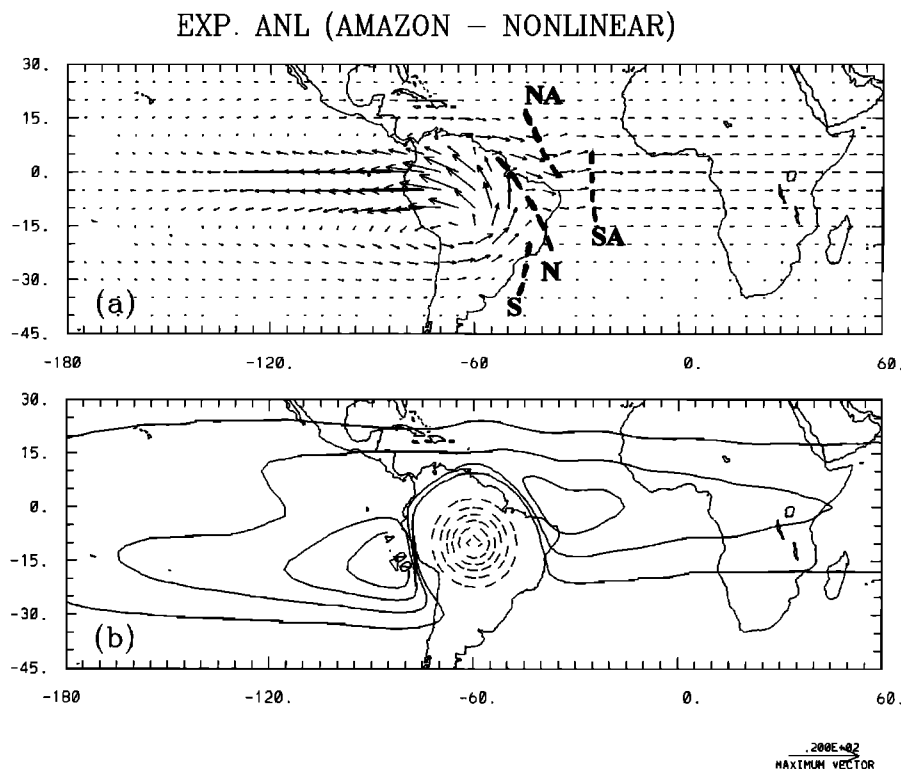 EXP. ANL (AMAZON – NONLINEAR)
30.
15.
0.
-15.
-30.
-45.
NA
SA
N
S
(a)
-180 -120. -60 0. 60.
30.
15.
0.
-15.
-30.
-45.
(b)
-180 -120. -60 0. 60.
.200E+02
MAXIMUM VECTOR